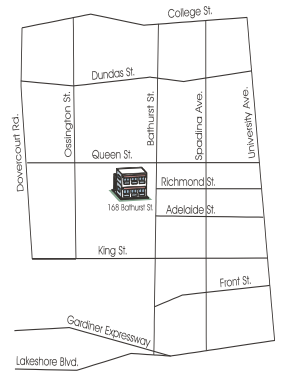 College St.
Dundas St.
Dovercourt Rd.
Ossington St.
Bathurst St.
Spadina Ave.
University Ave.
Queen St.
Richmond St.
168 Bathurst St.
Adelaide St.
King St.
Front St.
Gardiner Expressway
Lakeshore Blvd.